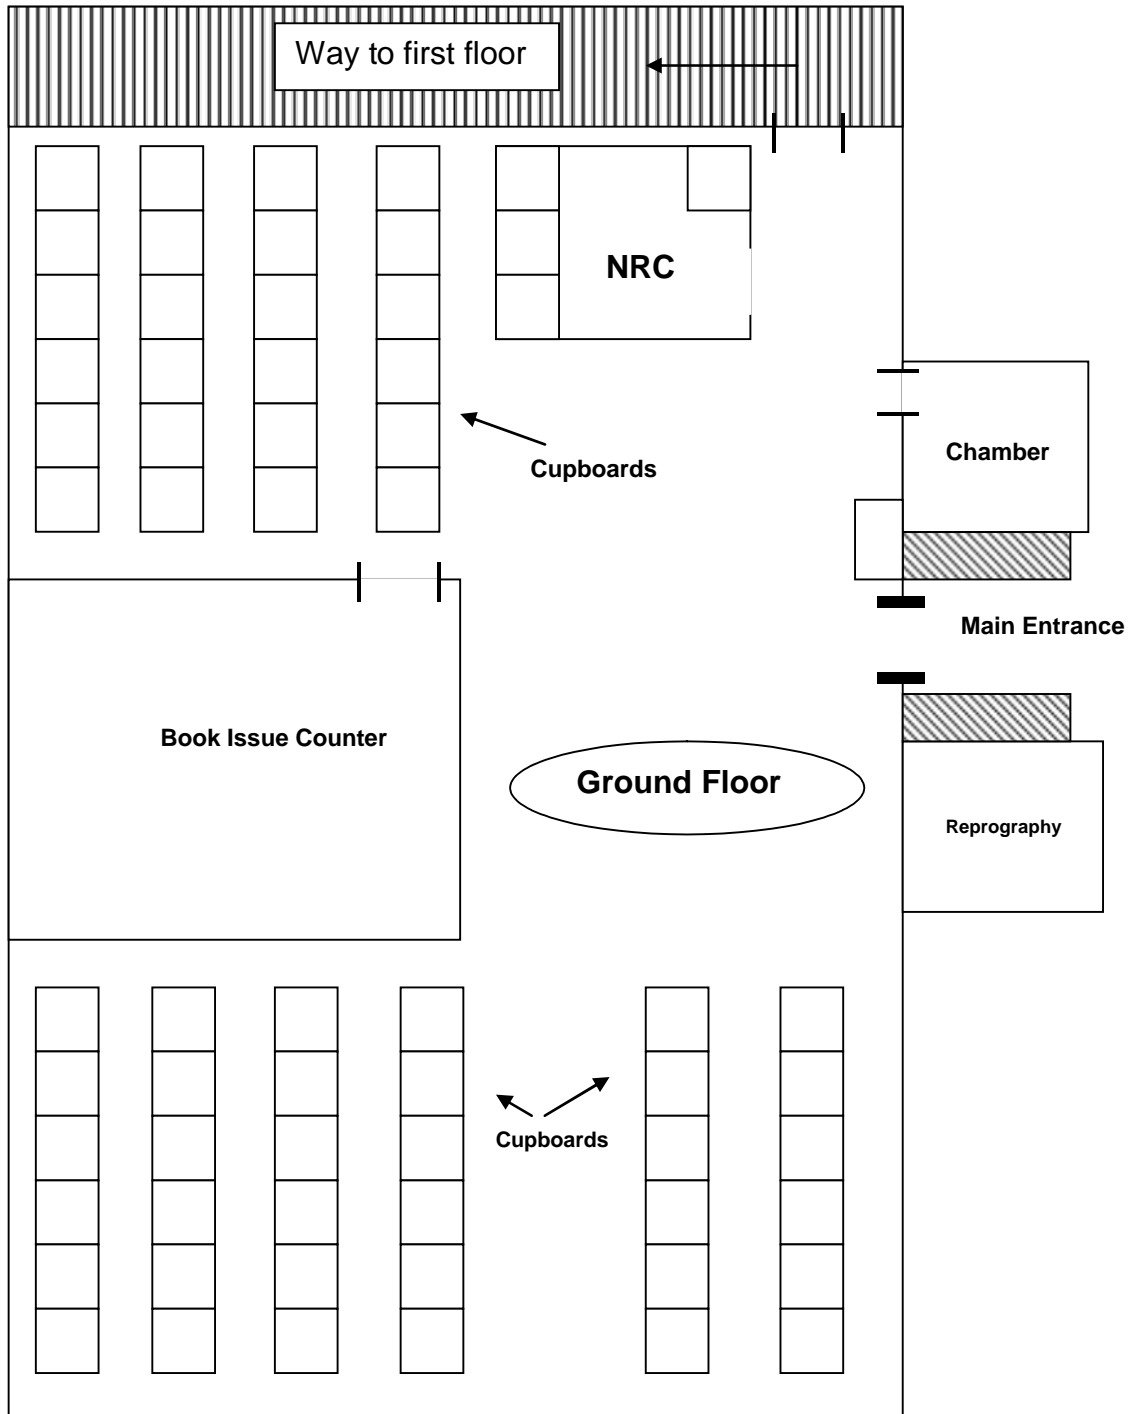 Way to first floor
NRC
Cupboards
Chamber
Main Entrance
Book Issue Counter
Ground Floor
Reprography
Cupboards